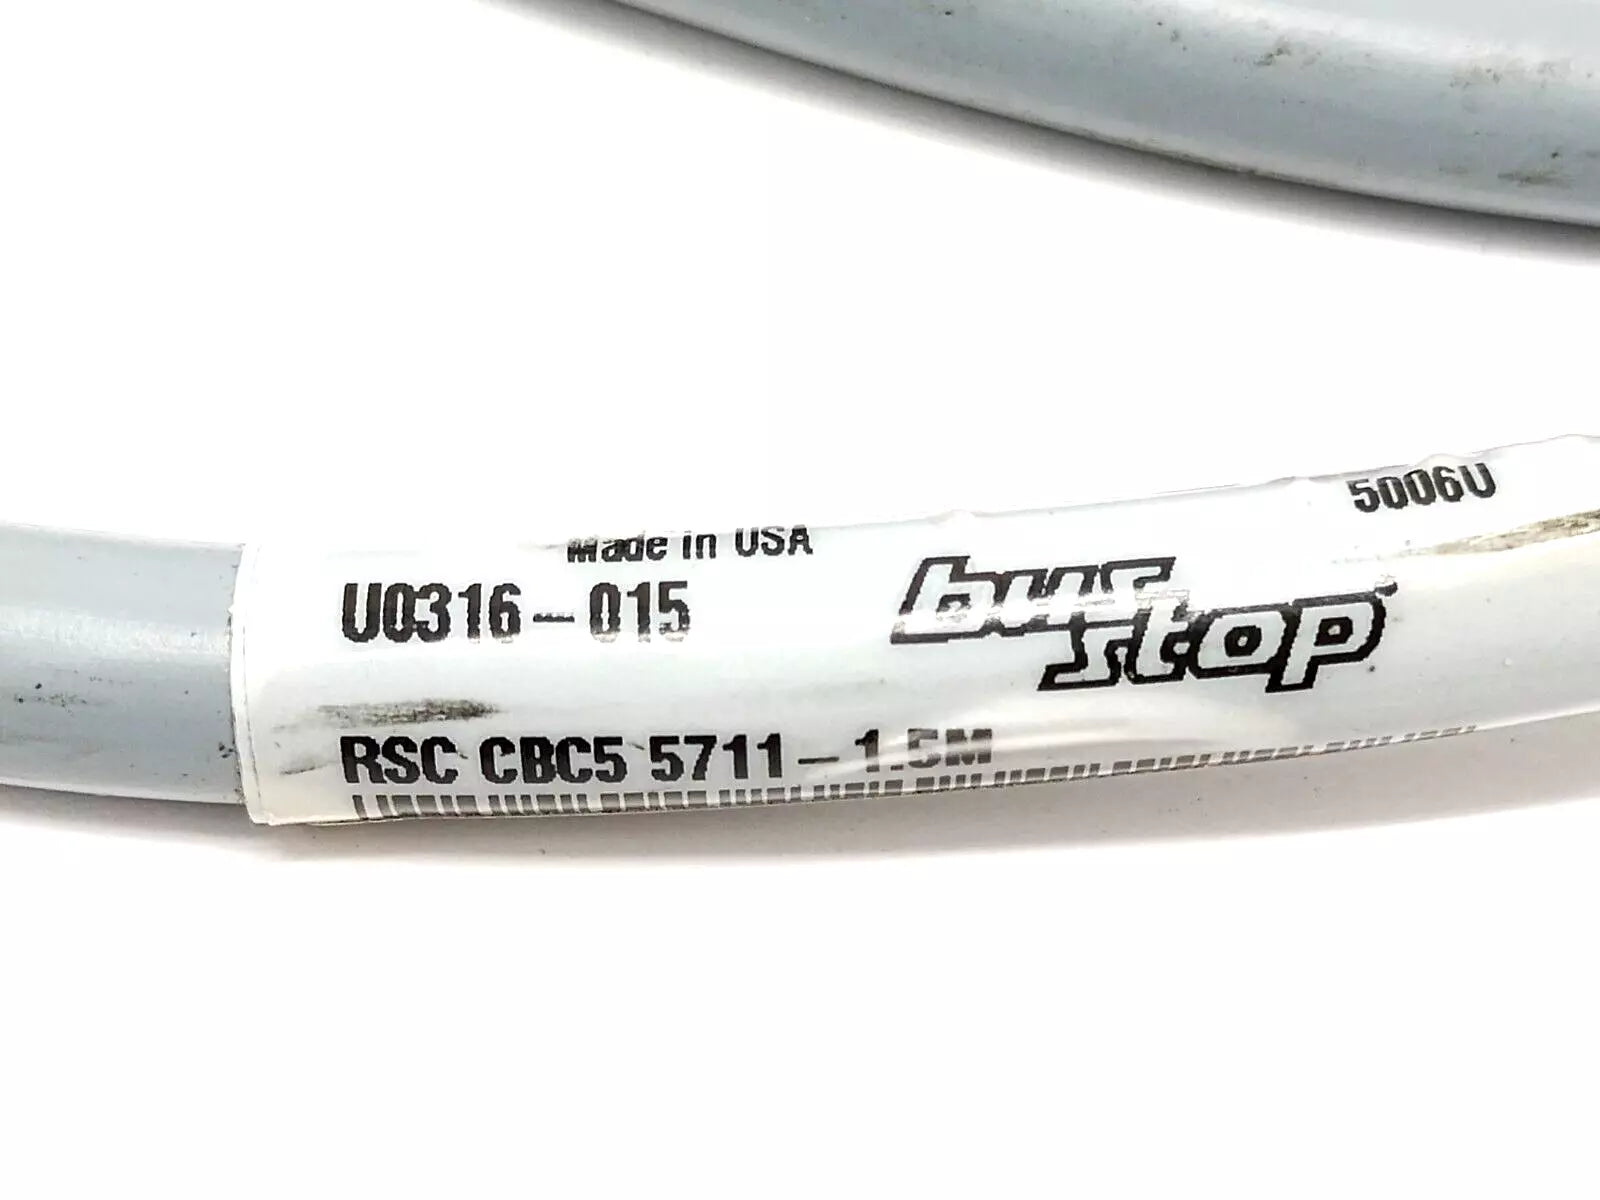 5006U
Made in USA
U0316-015
bus
stop
RSC CBC5 5711-1.5M